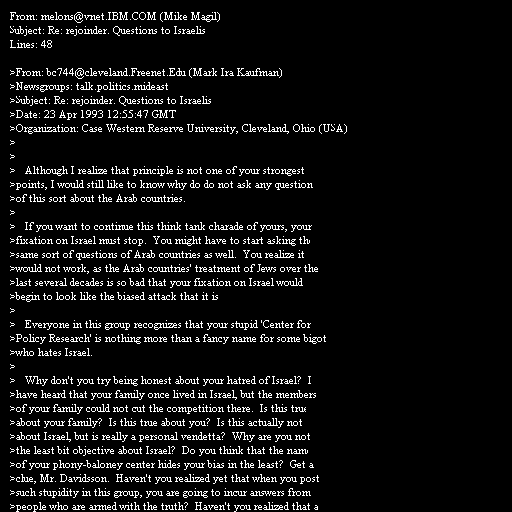 From: melons@vnet.IBM.COM (Mike Magil)
Subject: Re: rejoinder. Questions to Israelis
Lines: 48

>From: bc744@cleveland.Freenet.Edu (Mark Ira Kaufman)
>Newsgroups: talk.politics.mideast
>Subject: Re: rejoinder. Questions to Israelis
>Date: 23 Apr 1993 12:55:47 GMT
>Organization: Case Western Reserve University, Cleveland, Ohio (USA)
>
>
>   Although I realize that principle is not one of your strongest
>points, I would still like to know why do do not ask any question
>of this sort about the Arab countries.
>
>   If you want to continue this think tank charade of yours, your
>fixation on Israel must stop.  You might have to start asking the
>same sort of questions of Arab countries as well.  You realize it
>would not work, as the Arab countries' treatment of Jews over the
>last several decades is so bad that your fixation on Israel would
>begin to look like the biased attack that it is
>
>   Everyone in this group recognizes that your stupid 'Center for
>Policy Research' is nothing more than a fancy name for some bigot
>who hates Israel.
>
>   Why don't you try being honest about your hatred of Israel?  I
>have heard that your family once lived in Israel, but the members
>of your family could not cut the competition there.  Is this true
>about your family?  Is this true about you?  Is this actually not
>about Israel, but is really a personal vendetta?  Why are you not
>the least bit objective about Israel?  Do you think that the name
>of your phony-baloney center hides your bias in the least?  Get a
>clue, Mr. Davidsson.  Haven't you realized yet that when you post
>such stupidity in this group, you are going to incur answers from
>people who are armed with the truth?  Haven't you realized that a